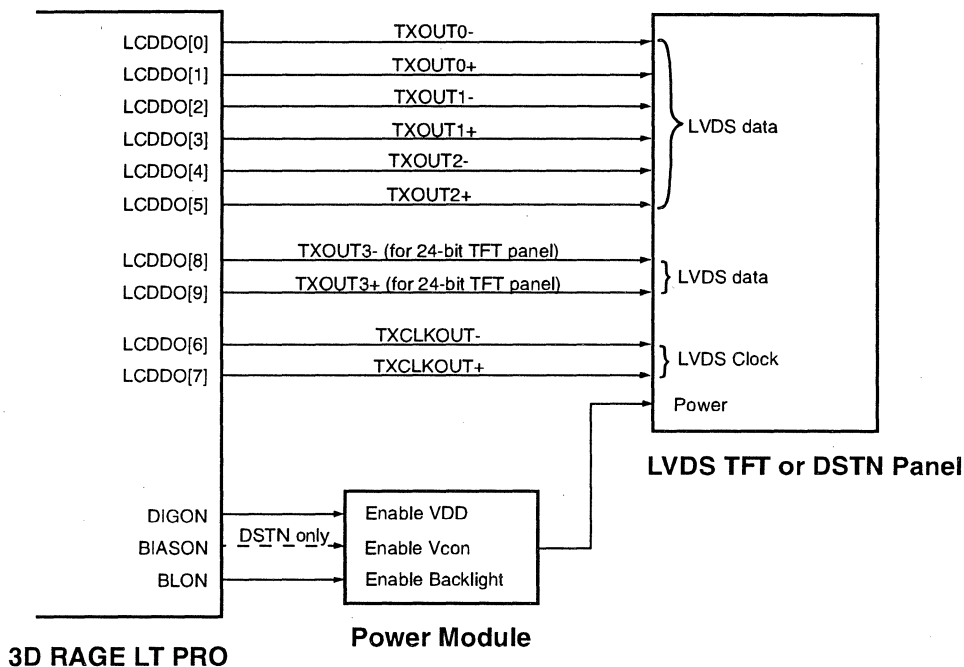 LCDDO[0] TXOUT0-
LCDDO[1] TXOUT0+
LCDDO[2] TXOUT1-
LCDDO[3] TXOUT1+ LVDS data
LCDDO[4] TXOUT2-
LCDDO[5] TXOUT2+
LCDDO[8] TXOUT3- (for 24-bit TFT panel)
LCDDO[9] TXOUT3+ (for 24-bit TFT panel) LVDS data
LCDDO[6] TXCLKOUT-
LCDDO[7] TXCLKOUT+ LVDS Clock
Power
LVDS TFT or DSTN Panel
DIGON Enable VDD
BIASON DSTN only Enable Vcon
BLON Enable Backlight
Power Module
3D RAGE LT PRO